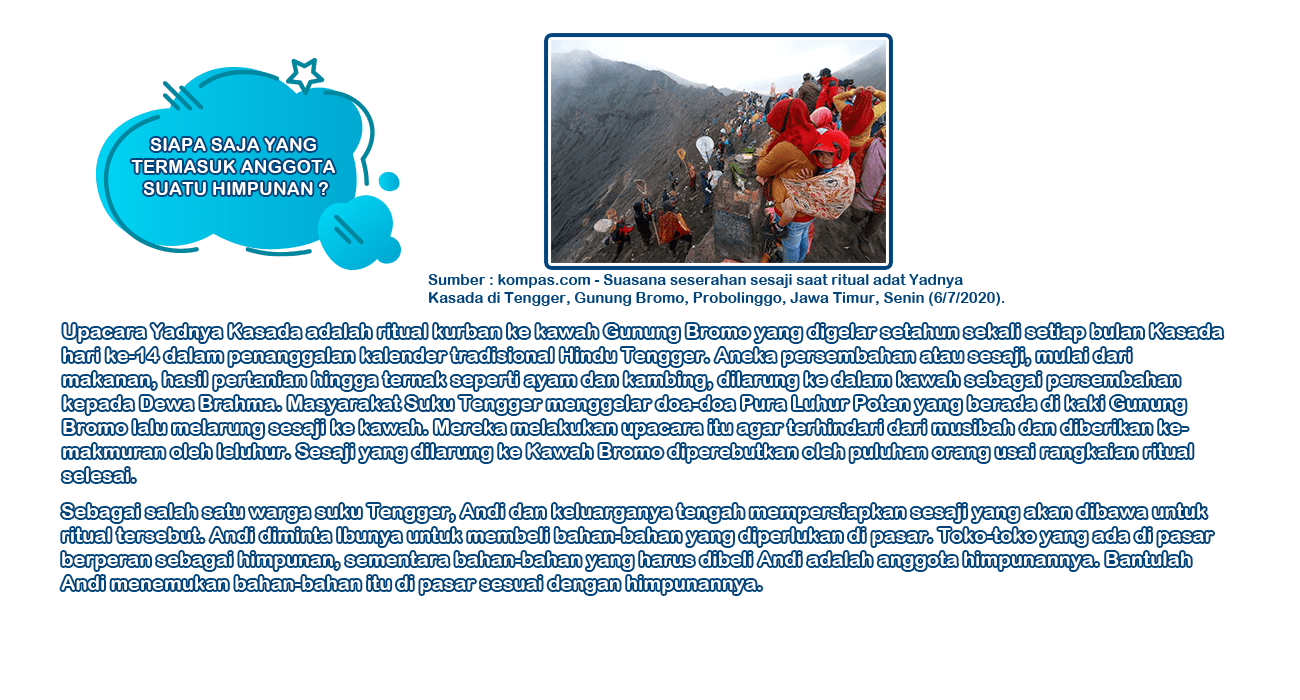 SIAPA SAJA YANG
TERMASUK ANGGOTA
SUATU HIMPUNAN ?
Sumber : kompas.com - Suasana seserahan sesaji saat ritual adat Yadnya
Kasada di Tengger, Gunung Bromo, Probolinggo, Jawa Timur, Senin (6/7/2020).
Upacara Yadnya Kasada adalah ritual kurban ke kawah Gunung Bromo yang digelar setahun sekali setiap bulan Kasada
hari ke-14 dalam penanggalan kalender tradisional Hindu Tengger. Aneka persembahan atau sesaji, mulai dari
makanan, hasil pertanian hingga ternak seperti ayam dan kambing, dilarung ke dalam kawah sebagai persembahan
kepada Dewa Brahma. Masyarakat Suku Tengger menggelar doa-doa Pura Luhur Poten yang berada di kaki Gunung
Bromo lalu melarung sesaji ke kawah. Mereka melakukan upacara itu agar terhindari dari musibah dan diberikan ke-
makmuran oleh leluhur. Sesaji yang dilarung ke Kawah Bromo diperebutkan oleh puluhan orang usai rangkaian ritual
selesai.
Sebagai salah satu warga suku Tengger, Andi dan keluarganya tengah mempersiapkan sesaji yang akan dibawa untuk
ritual tersebut. Andi diminta Ibunya untuk membeli bahan-bahan yang diperlukan di pasar. Toko-toko yang ada di pasar
berperan sebagai himpunan, sementara bahan-bahan yang harus dibeli Andi adalah anggota himpunannya. Bantulah
Andi menemukan bahan-bahan itu di pasar sesuai dengan himpunannya.